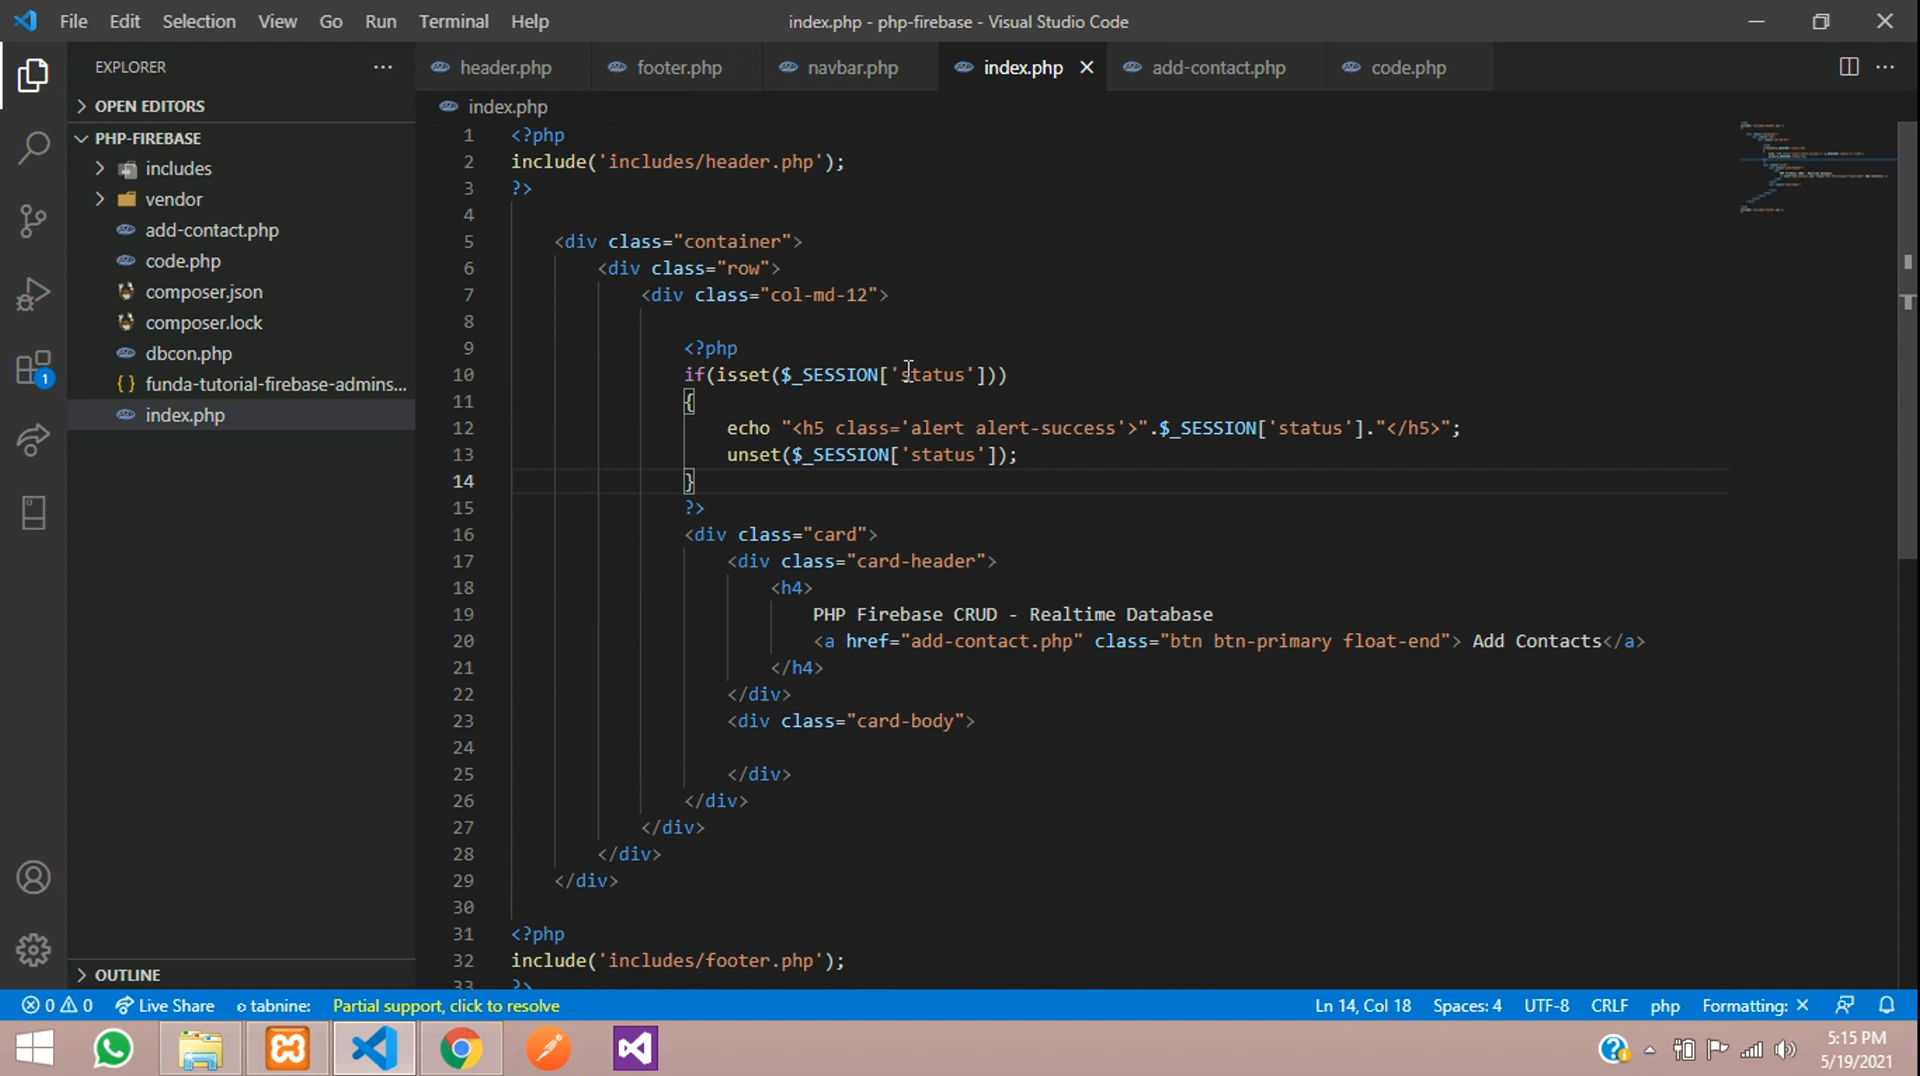 File Edit Selection View Go Run Terminal Help
index.php - php-firebase - Visual Studio Code
EXPLORER
OPEN EDITORS
PHP-FIREBASE
includes
vendor
add-contact.php
code.php
composer.json
composer.lock
dbcon.php
{} funda-tutorial-firebase-admins...
index.php
OUTLINE
header.php footer.php navbar.php index.php add-contact.php code.php
index.php
1 <?php
2 include('includes/header.php');
3 ?>
4
5 <div class="container">
6 <div class="row">
7 <div class="col-md-12">
8
9 <?php
10 if(isset($_SESSION['status']))
11 {
12 echo "<h5 class='alert alert-success'>".$_SESSION['status']."</h5>";
13 unset($_SESSION['status']);
14 }
15 ?>
16 <div class="card">
17 <div class="card-header">
18 <h4>
19 PHP Firebase CRUD - Realtime Database
20 <a href="add-contact.php" class="btn btn-primary float-end"> Add Contacts</a>
21 </h4>
22 </div>
23 <div class="card-body">
24
25 </div>
26 </div>
27 </div>
28 </div>
29 </div>
30
31 <?php
32 include('includes/footer.php');
33 ?>
1
0 0 Live Share tabnine: Partial support, click to resolve Ln 14, Col 18 Spaces: 4 UTF-8 CRLF php Formatting: ×
5:15 PM
5/19/2021